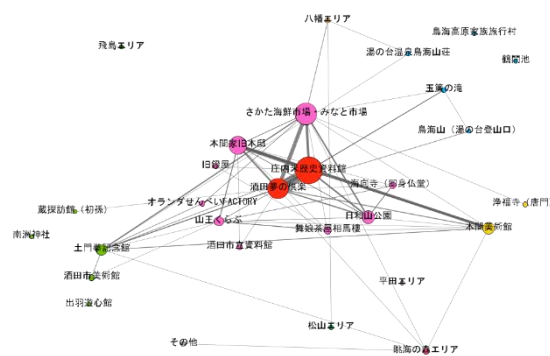 八幡エリア
鳥海高原家族旅行村
飛島エリア
湯の台温泉鳥海山荘
鶴間池
玉簾の滝
さかた海鮮市場・みなと市場
鳥海山（湯の台登山口）
本間家旧本邸
旧鐙屋
庄内米歴史資料館
酒田夢の倶楽
海向寺（即身仏堂）
オランダせんべいFACTORY
蔵探訪館（初孫）
浄福寺（唐門
山王くらぶ
日和山公園
南洲神社
舞娘茶屋相馬樓
本間美術館
土門拳記念館
酒田市立資料館
酒田市美術館
平田エリア
出羽遊心館
松山エリア
その他
眺海の森エリア